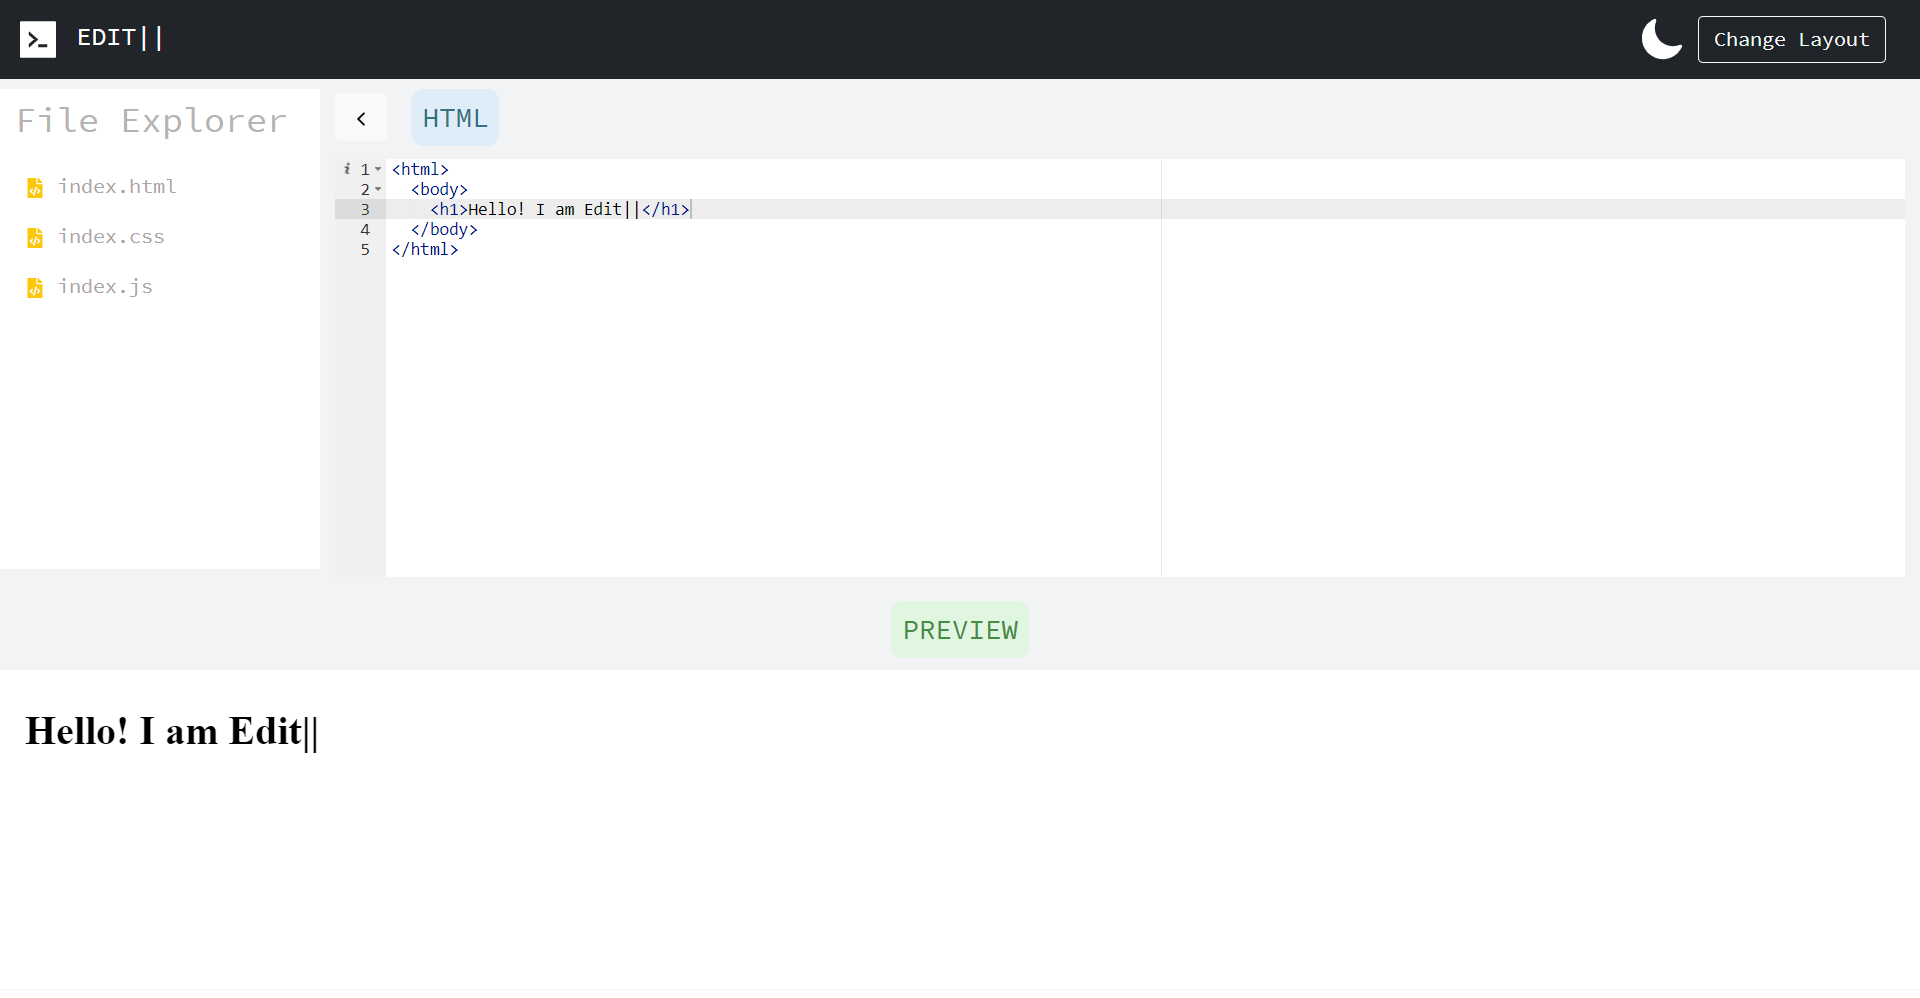 EDIT||
Change Layout
File Explorer
index.html
index.css
index.js
HTML
i 1 <html>
2 <body>
3 <h1>Hello! I am Edit||</h1>
4 </body>
5 </html>
PREVIEW
Hello! I am Edit||